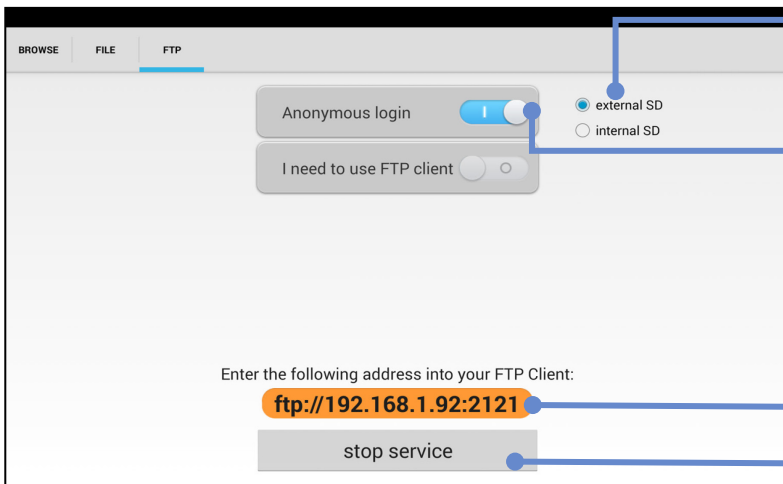 BROWSE FILE FTP
Anonymous login
external SD
internal SD
I need to use FTP client
Enter the following address into your FTP Client:
ftp://192.168.1.92:2121
stop service